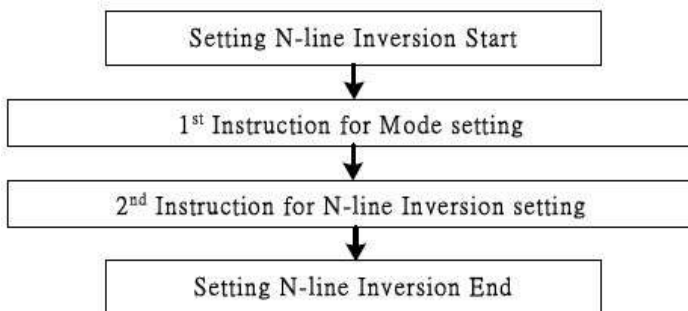 Setting N-line Inversion Start
1st Instruction for Mode setting
2nd Instruction for N-line Inversion setting
Setting N-line Inversion End